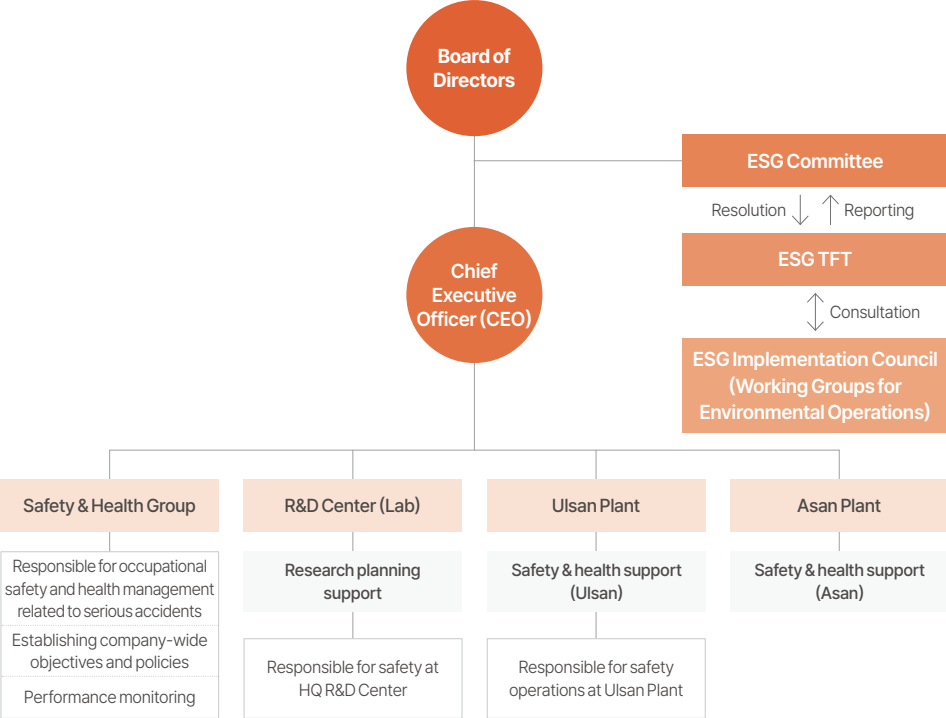 Board of
Directors
ESG Committee
Resolution
Reporting
ESG TFT
Chief
Executive
Officer (CEO)
Consultation
ESG Implementation Council
(Working Groups for
Environmental Operations)
Safety & Health Group
Responsible for occupational
safety and health management
related to serious accidents
Establishing company-wide
objectives and policies
Performance monitoring
R&D Center (Lab)
Research planning
support
Responsible for safety at
HQ R&D Center
Ulsan Plant
Safety & health support
(Ulsan)
Responsible for safety
operations at Ulsan Plant
Asan Plant
Safety & health support
(Asan)